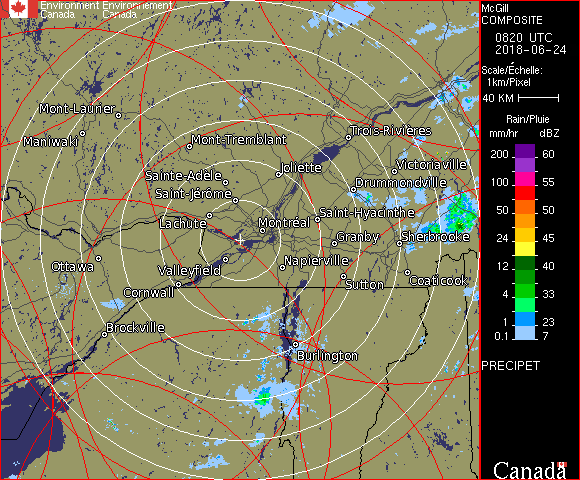 Environment Environnement
Canada Canada
McGill
COMPOSITE
0820 UTC
2018-06-24
Scale/Échelle:
1km/Pixel
40 KM
Rain/Pluie
mm/hr dBZ
200 60
100 55
50 50
24 45
12 40
4 33
1 23
0.1 7
PRECIPET
Canada
Mont-Laurier
Maniwaki
Mont-Tremblant
Trois-Rivières
Victoriaville
Joliette
Sainte-Adèle
Drummondville
Saint-Jérôme
Lachute
Saint-Hyacinthe
Montréal
Granby
Sherbrooke
Ottawa
Valleyfield
Napierville
Sutton
Coaticook
Cornwall
Brockville
Burlington